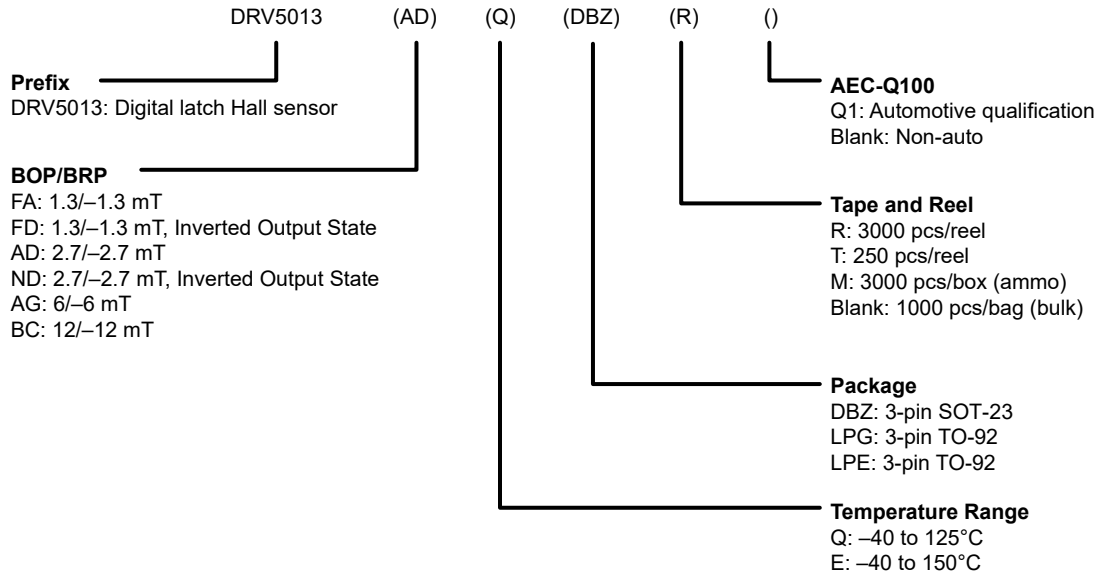 DRV5013 (AD) (Q) (DBZ) (R) ()
Prefix
DRV5013: Digital latch Hall sensor
BOP/BRP
FA: 1.3/–1.3 mT
FD: 1.3/–1.3 mT, Inverted Output State
AD: 2.7/–2.7 mT
ND: 2.7/–2.7 mT, Inverted Output State
AG: 6/–6 mT
BC: 12/–12 mT
AEC-Q100
Q1: Automotive qualification
Blank: Non-auto
Tape and Reel
R: 3000 pcs/reel
T: 250 pcs/reel
M: 3000 pcs/box (ammo)
Blank: 1000 pcs/bag (bulk)
Package
DBZ: 3-pin SOT-23
LPG: 3-pin TO-92
LPE: 3-pin TO-92
Temperature Range
Q: –40 to 125°C
E: –40 to 150°C